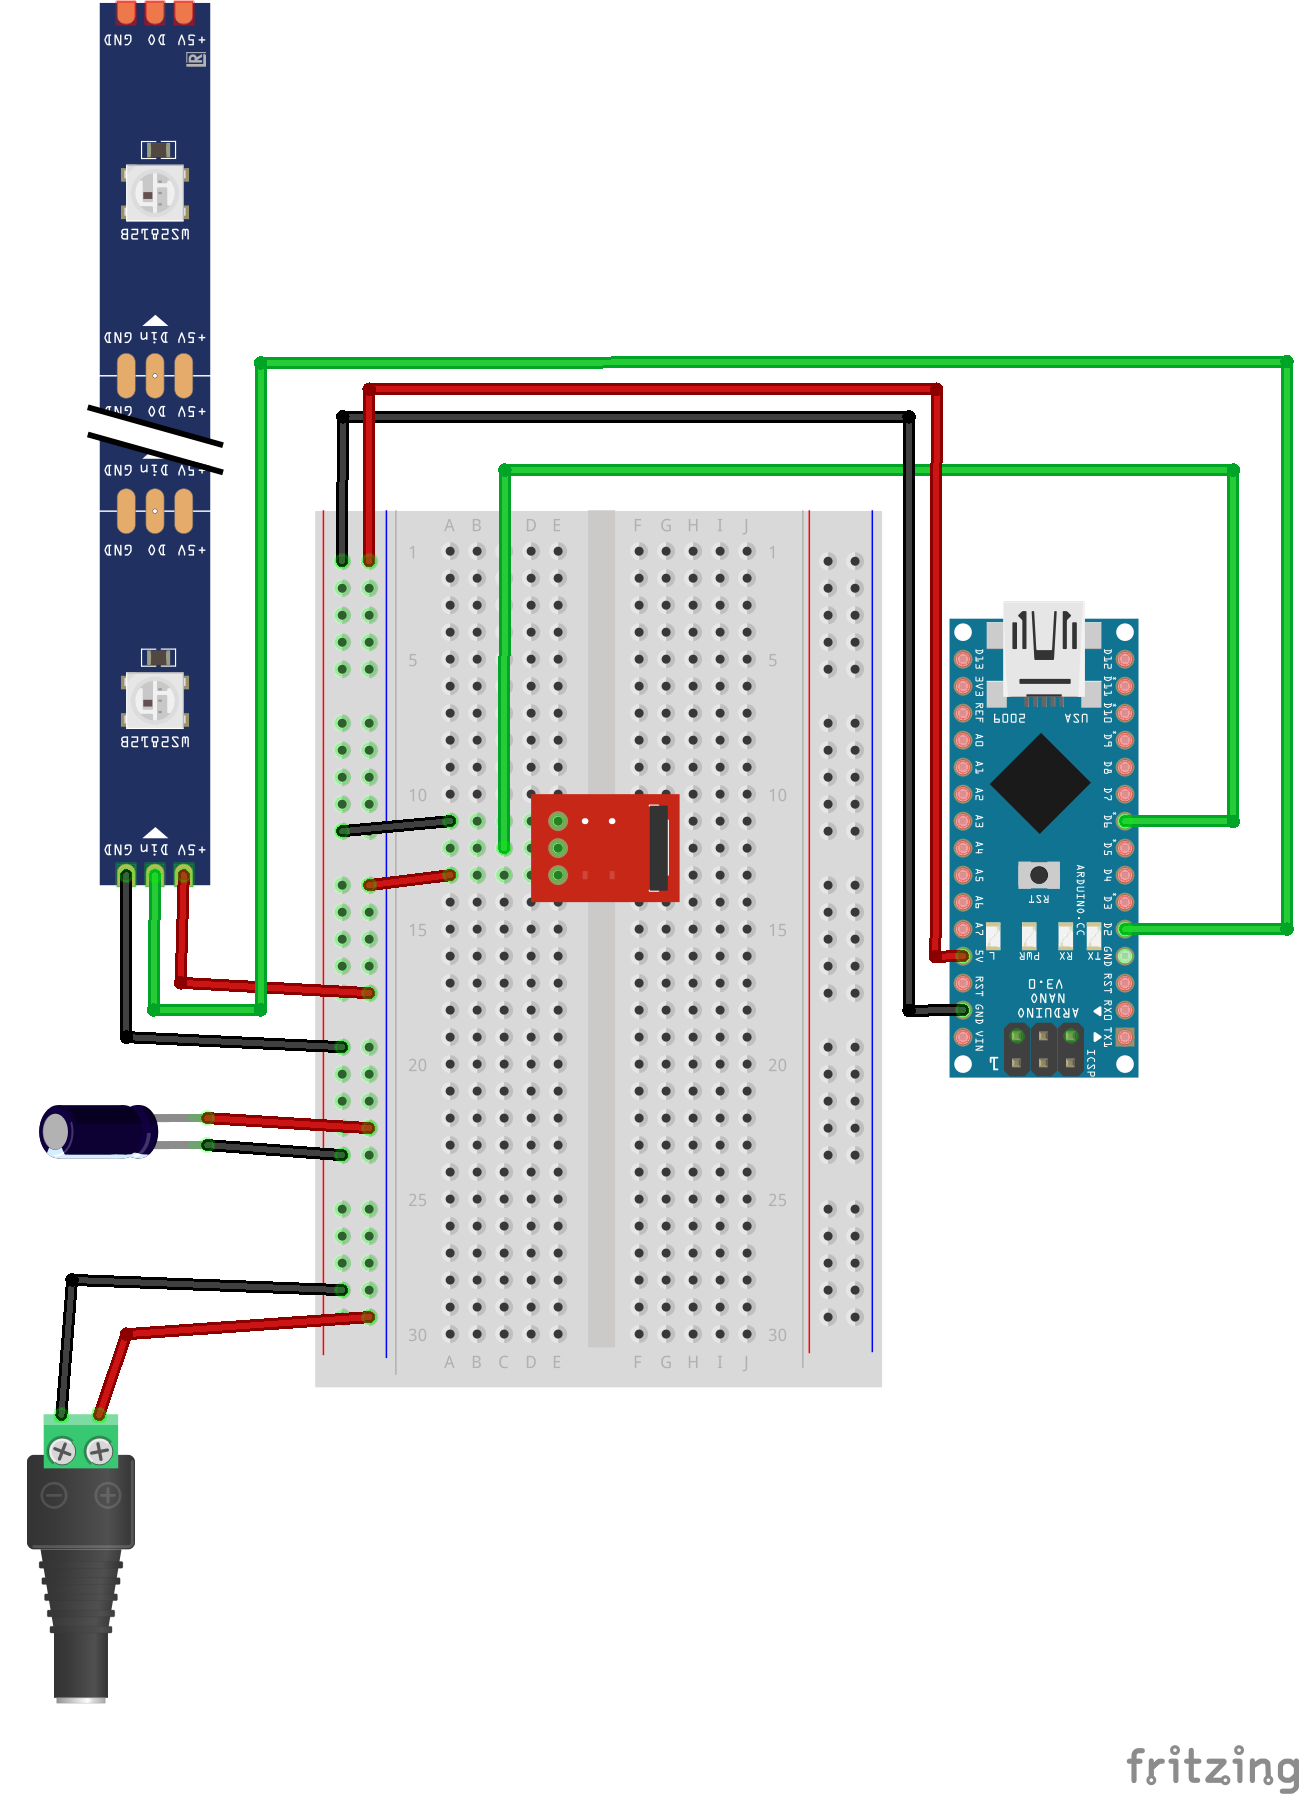 +5V DO GND
R
WS2812B
+5V Din GND
+5V DO GND
+5V Din GND
+5V DO GND
WS2812B
+5V Din GND
A B D E F G H I J
1 1
5 5
10 10
15 15
20 20
25 25
30 30
A B C D E F G H I J
D13
3V3
REF
A0
A1
A2
A3
A4
A5
A6
A7
5V
RST
GND
VIN
D12
D11
D10
D9
D8
D7
D6
D5
D4
D3
D2
GND
RST
RX0
TX1
USA 2009
RST
ARDUINO.CC
TX RX PWR L
ARDUINO
NANO
V3.0
ICSP
1
fritzing